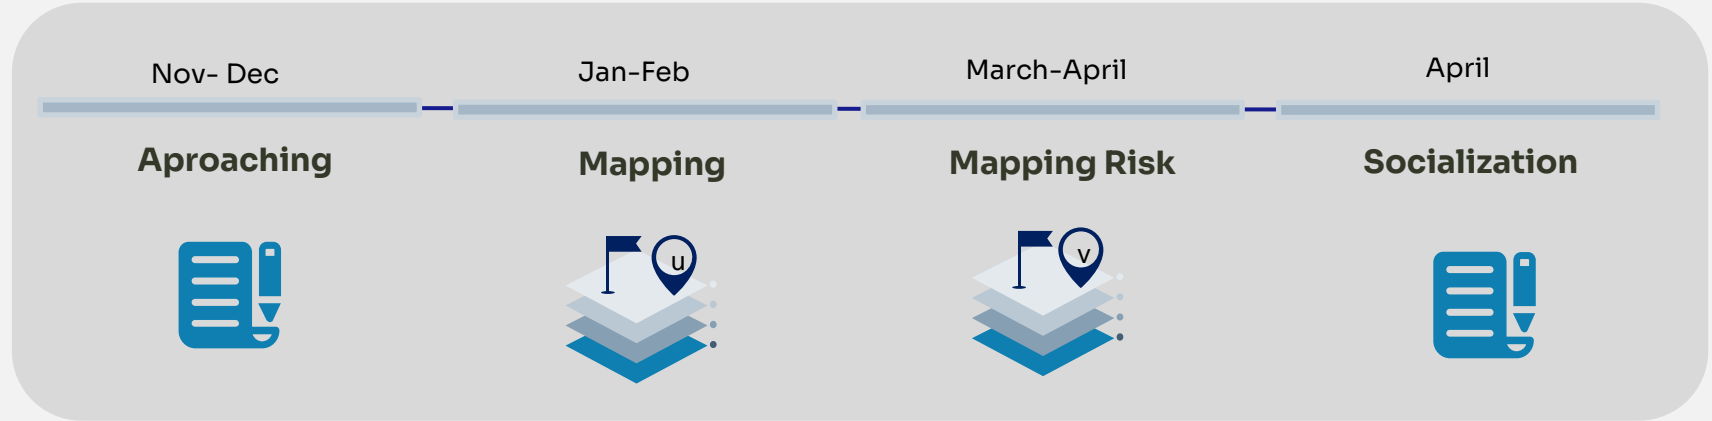 Nov- Dec
Jan-Feb
March-April
April
Aproaching
Mapping
Mapping Risk
Socialization
u
v